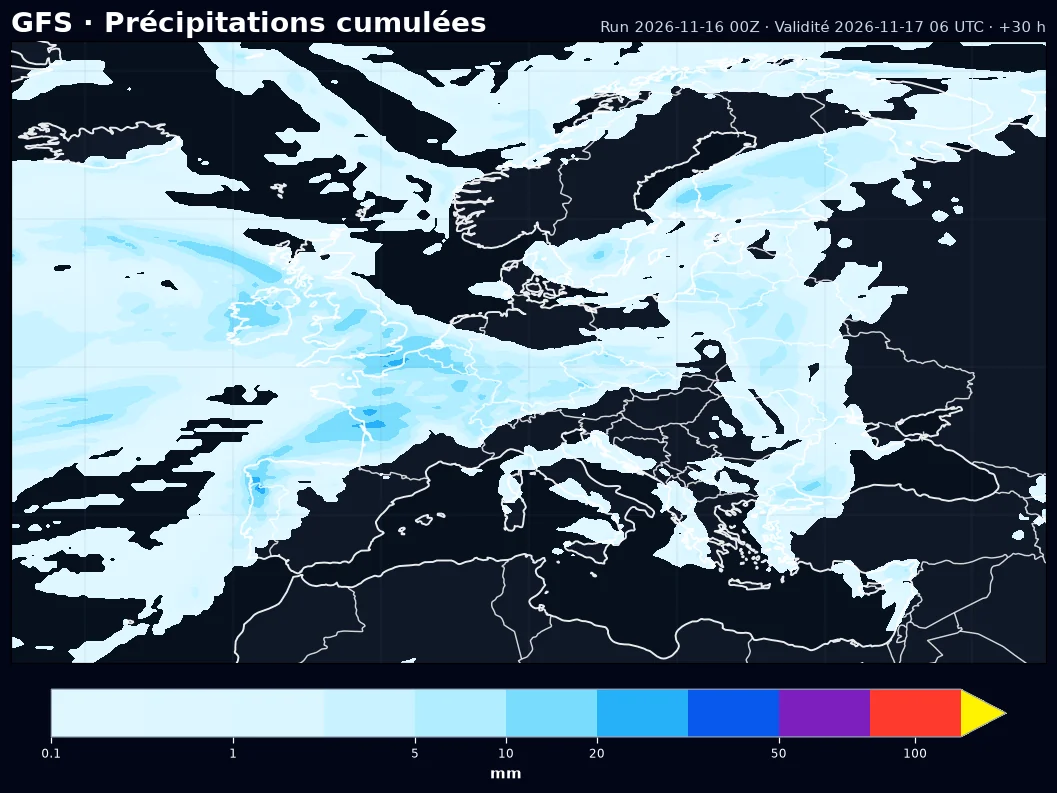 GFS · Précipitations cumulées
Run 2026-11-16 00Z · Validité 2026-11-17 06 UTC · +30 h
0.1 1 5 10 20 50 100
mm